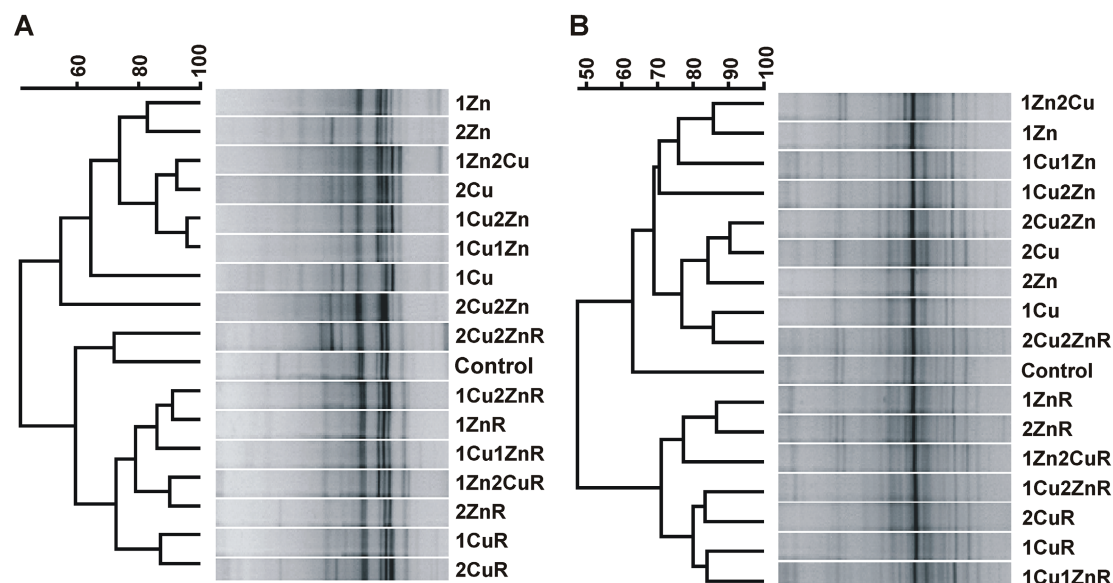 A
60 80 100
1Zn
2Zn
1Zn2Cu
2Cu
1Cu2Zn
1Cu1Zn
1Cu
2Cu2Zn
2Cu2ZnR
Control
1Cu2ZnR
1ZnR
1Cu1ZnR
1Zn2CuR
2ZnR
1CuR
2CuR
B
50 60 70 80 90 100
1Zn2Cu
1Zn
1Cu1Zn
1Cu2Zn
2Cu2Zn
2Cu
2Zn
1Cu
2Cu2ZnR
Control
1ZnR
2ZnR
1Zn2CuR
1Cu2ZnR
2CuR
1CuR
1Cu1ZnR